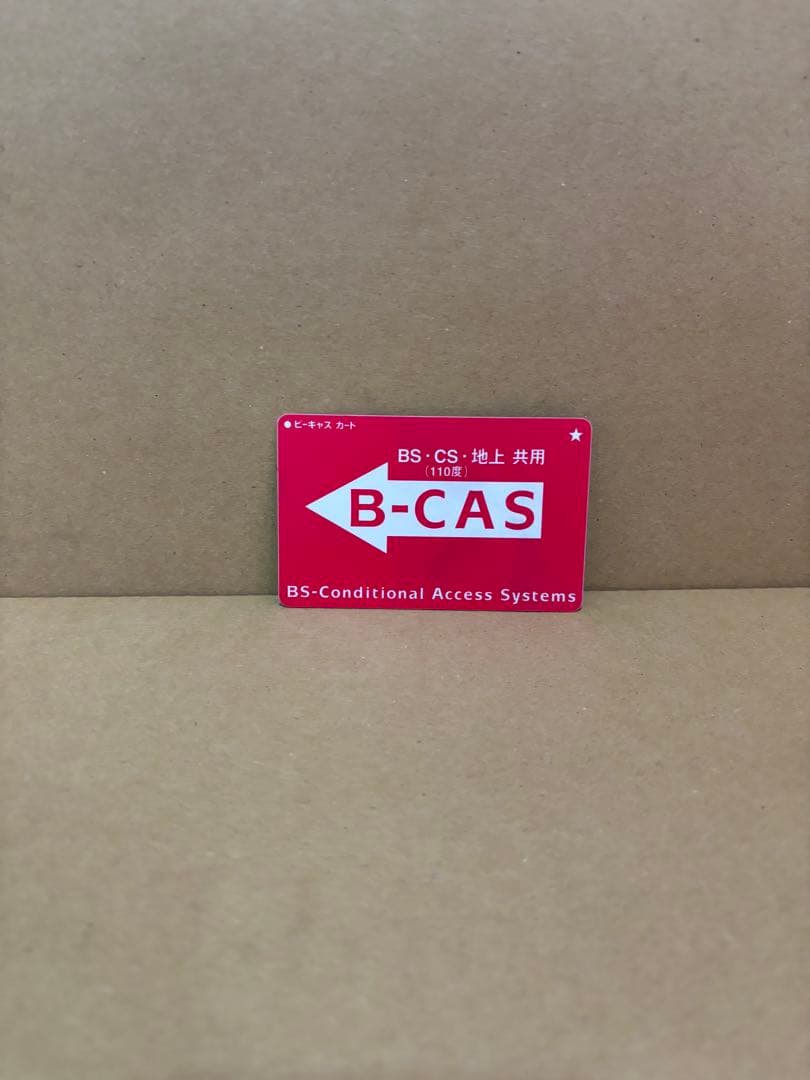 ●ビーキャス カード
★
BS・CS・地上 共用
（110度）
B-CAS
BS-Conditional Access Systems